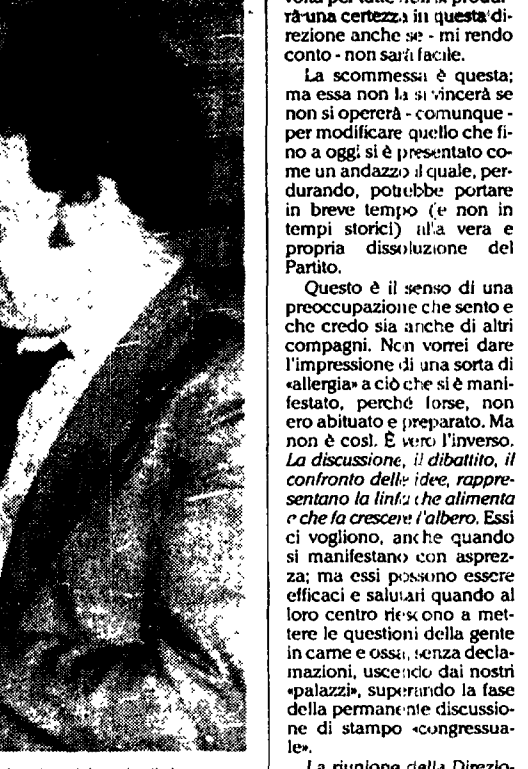 rà una certezza in questa di-
rezione anche se - mi rendo
conto - non sarà facile.
La scommessa è questa;
ma essa non la si vincerà se
non si opererà - comunque -
per modificare quello che fi-
no a oggi si è presentato co-
me un andazzo il quale, per-
durando, potrebbe portare
in breve tempo (e non in
tempi storici) alla vera e
propria dissoluzione del
Partito.
Questo è il senso di una
preoccupazione che sento e
che credo sia anche di altri
compagni. Non vorrei dare
l'impressione di una sorta di
«allergia» a ciò che si è mani-
festato, perché forse, non
ero abituato e preparato. Ma
non è così. È vero l'inverso.
La discussione, il dibattito, il
confronto delle idee, rappre-
sentano la linfa che alimenta
e che fa crescere l'albero. Essi
ci vogliono, anche quando
si manifestano con asprez-
za; ma essi possono essere
efficaci e salutari quando al
loro centro riescono a met-
tere le questioni della gente
in carne e ossa, senza decla-
mazioni, uscendo dai nostri
«palazzi», superando la fase
della permanente discussio-
ne di stampo «congressua-
le».
La riunione della Direzio-